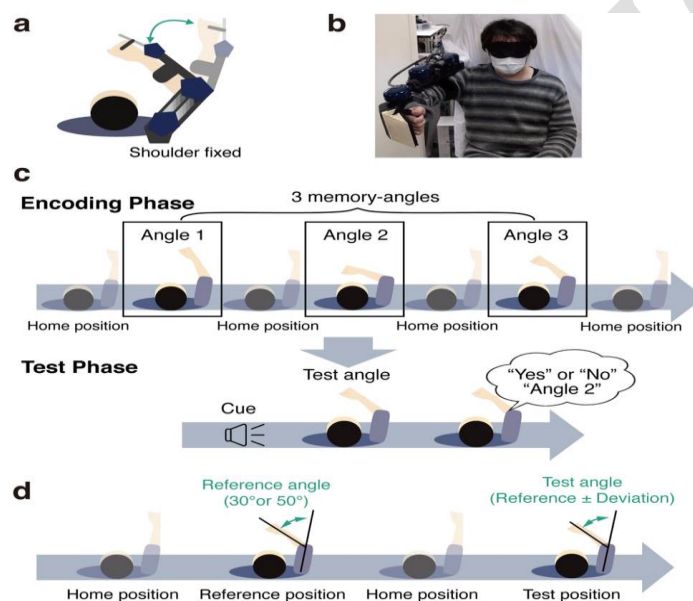 a
b
Shoulder fixed
c
Encoding Phase
3 memory-angles
Angle 1
Angle 2
Angle 3
Home position
Home position
Home position
Home position
Test Phase
Test angle
"Yes" or "No"
"Angle 2"
Cue
d
Reference angle
(30°or 50°)
Test angle
(Reference ± Deviation)
Home position
Reference position
Home position
Test position